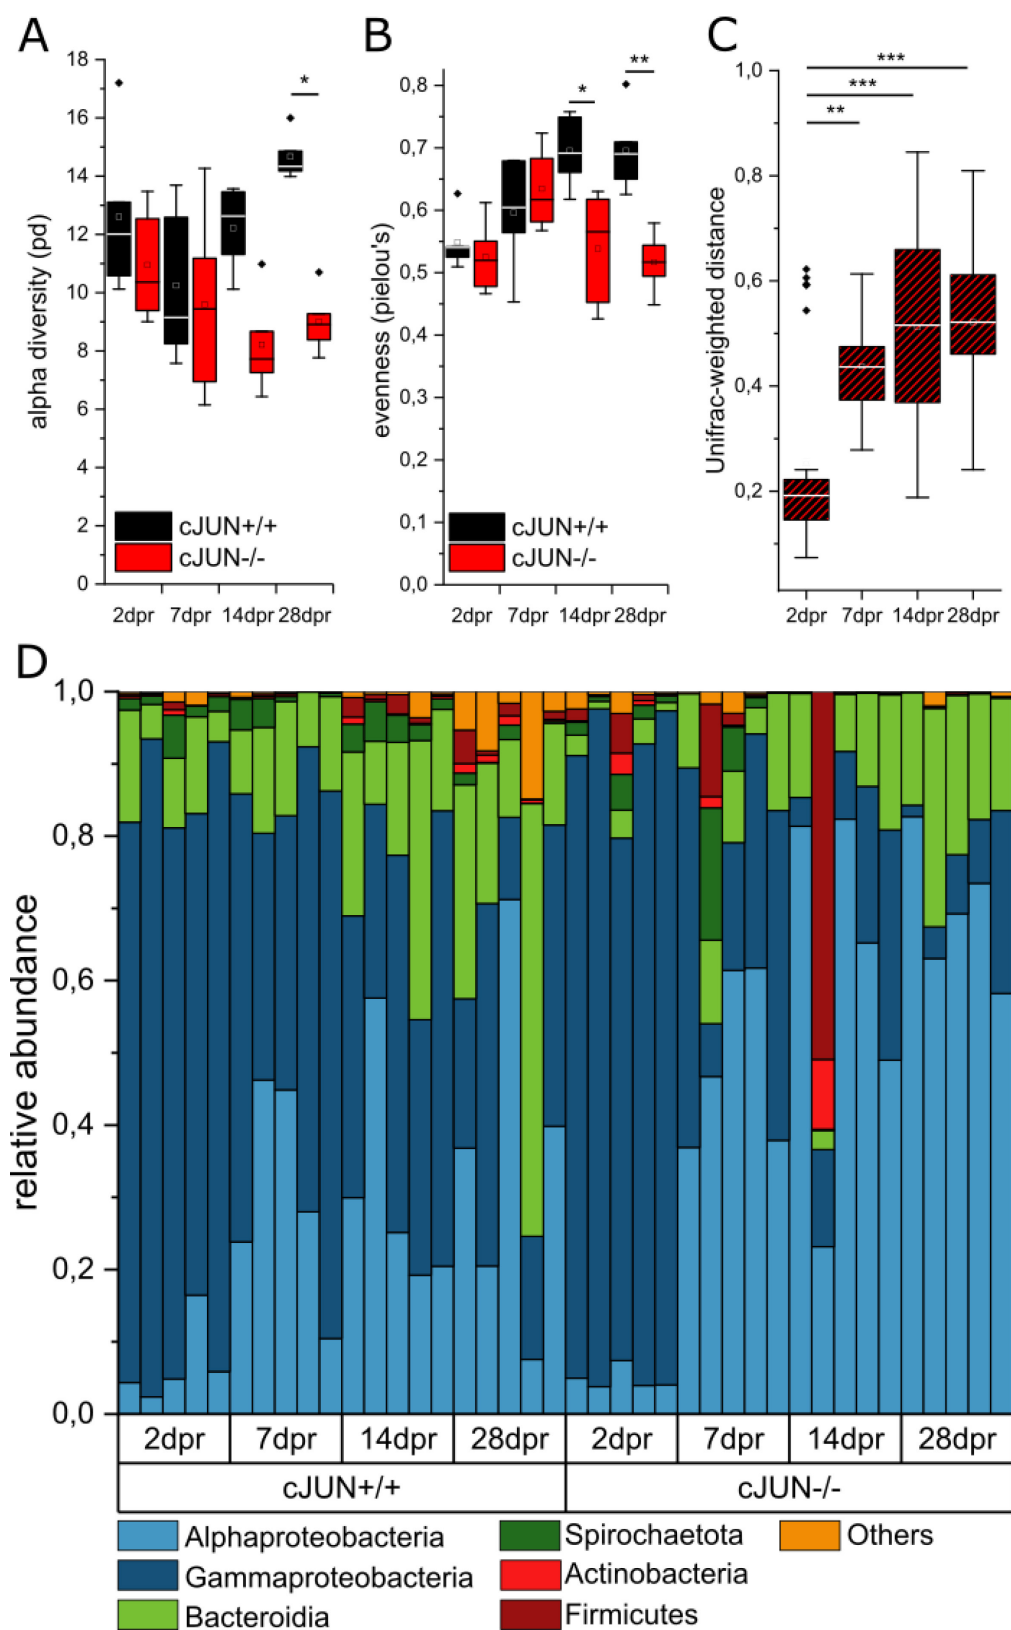 A
B
C
18
16
14
12
10
8
6
4
2
0
alpha diversity (pd)
*
cJUN+/+
cJUN-/-
2dpr 7dpr 14dpr 28dpr
0,8
0,7
0,6
0,5
0,4
0,3
0,2
0,1
0,0
evenness (pielou's)
*
**
cJUN+/+
cJUN-/-
2dpr 7dpr 14dpr 28dpr
1,0
0,8
0,6
0,4
0,2
Unifrac-weighted distance
***
***
**
2dpr 7dpr 14dpr 28dpr
D
1,0
0,8
0,6
0,4
0,2
0,0
relative abundance
2dpr 7dpr 14dpr 28dpr 2dpr 7dpr 14dpr 28dpr
cJUN+/+ cJUN-/-
Alphaproteobacteria Spirochaetota Others
Gammaproteobacteria Actinobacteria
Bacteroidia Firmicutes